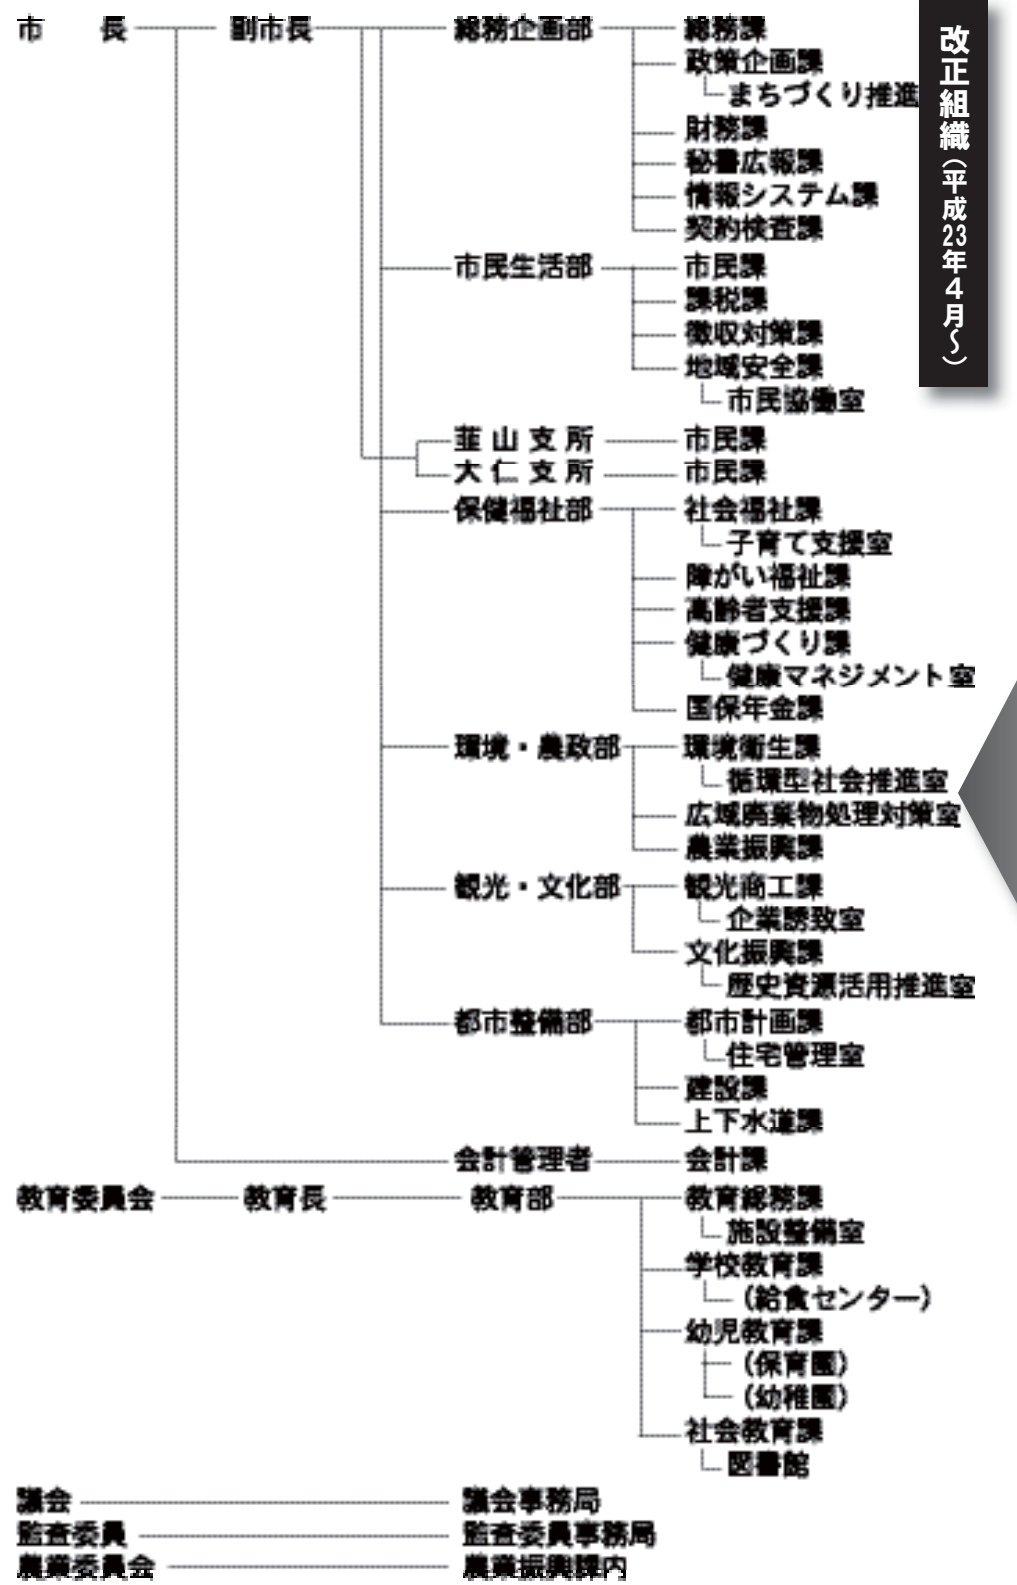 改正組織(平成23年4月〜)
市長 副市長 総務企画部 総務課
政策企画課
まちづくり推進
財務課
秘書広報課
情報システム課
契約検査課
市民生活部 市民課
課税課
徴収対策課
地域安全課
市民協働室
韮山支所 市民課
大仁支所 市民課
保健福祉部 社会福祉課
子育て支援室
障がい福祉課
高齢者支援課
健康づくり課
健康マネジメント室
国保年金課
環境・農政部 環境衛生課
循環型社会推進室
広域廃棄物処理対策室
農業振興課
観光・文化部 観光商工課
企業誘致室
文化振興課
歴史資源活用推進室
都市整備部 都市計画課
住宅管理室
建設課
上下水道課
会計管理者 会計課
教育委員会 教育長 教育部 教育総務課
施設整備室
学校教育課
(給食センター)
幼児教育課
(保育園)
(幼稚園)
社会教育課
図書館
議会 議会事務局
監査委員 監査委員事務局
農業委員会 農業振興課内